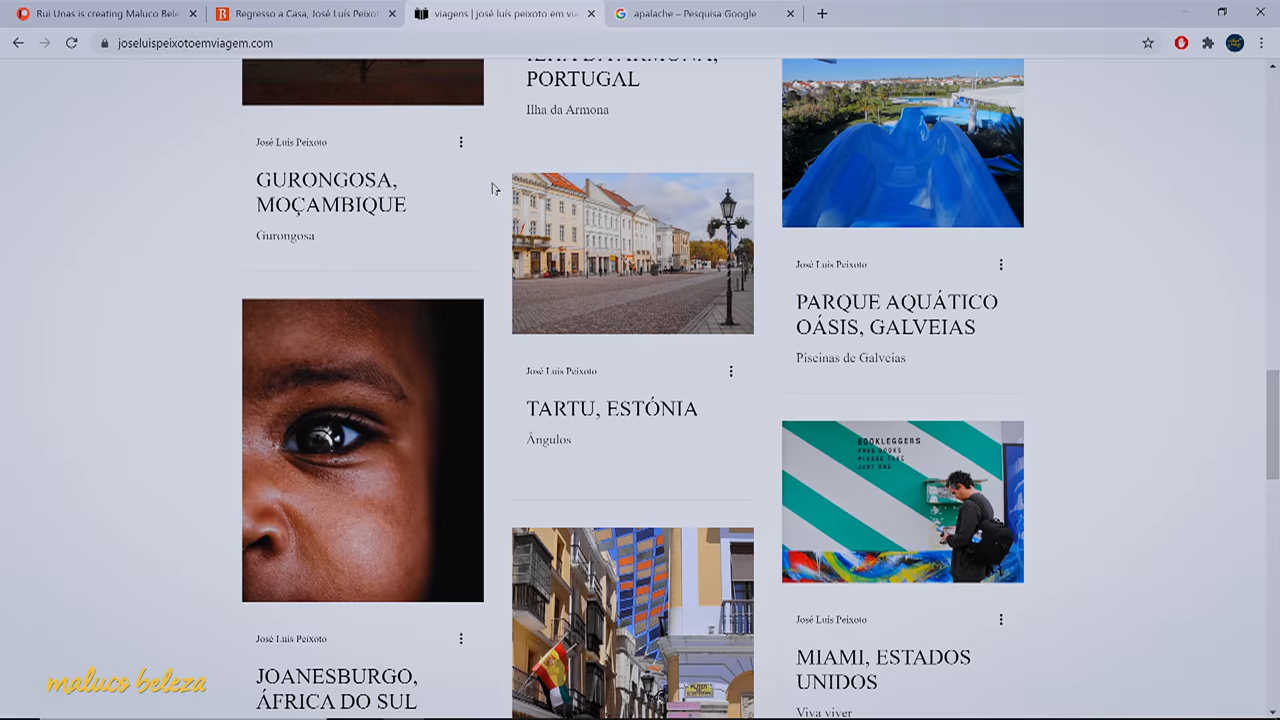 Rui Unas is creating Maluco Bele
Regresso a Casa, José Luís Peixot
viagens | josé luís peixoto em via
apalache – Pesquisa Google
joseluispeixotoemviagem.com
José Luís Peixoto
GURONGOSA,
MOÇAMBIQUE
Gurongosa
José Luís Peixoto
JOANESBURGO,
ÁFRICA DO SUL
ILHA DA ARMONA,
PORTUGAL
Ilha da Armona
José Luís Peixoto
TARTU, ESTÓNIA
Ângulos
José Luís Peixoto
PARQUE AQUÁTICO
OÁSIS, GALVEIAS
Piscinas de Galveias
BOOKLEGGERS
FREE BOOKS
PLEASE TAKE
JUST ONE
José Luís Peixoto
MIAMI, ESTADOS
UNIDOS
Viva viver
maluco beleza